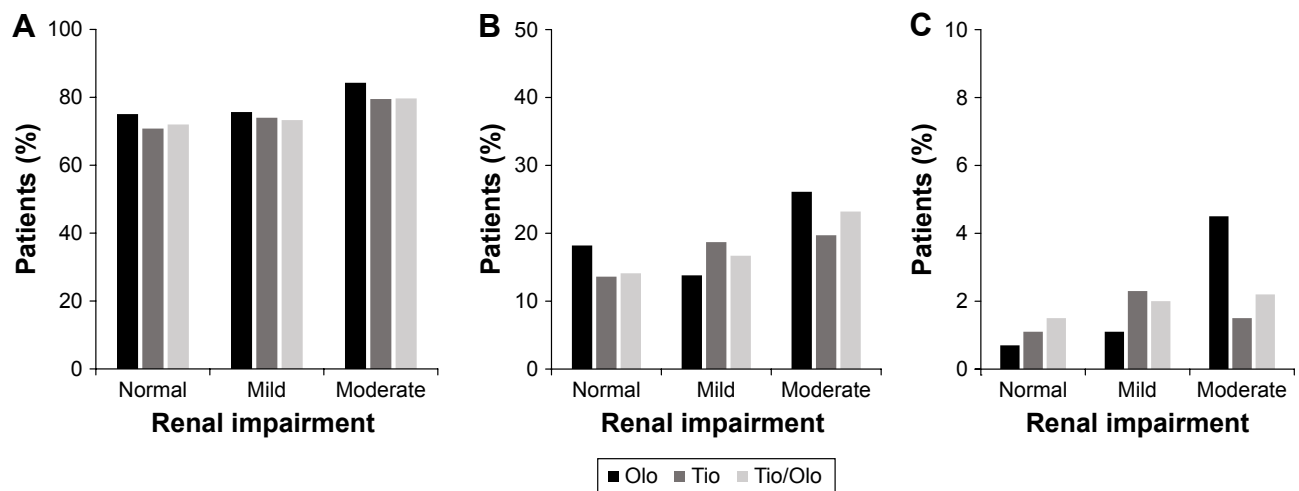 A
Patients (%)
100
80
60
40
20
0
Normal Mild Moderate
Renal impairment
B
Patients (%)
50
40
30
20
10
0
Normal Mild Moderate
Renal impairment
C
Patients (%)
10
8
6
4
2
0
Normal Mild Moderate
Renal impairment
Olo Tio Tio/Olo